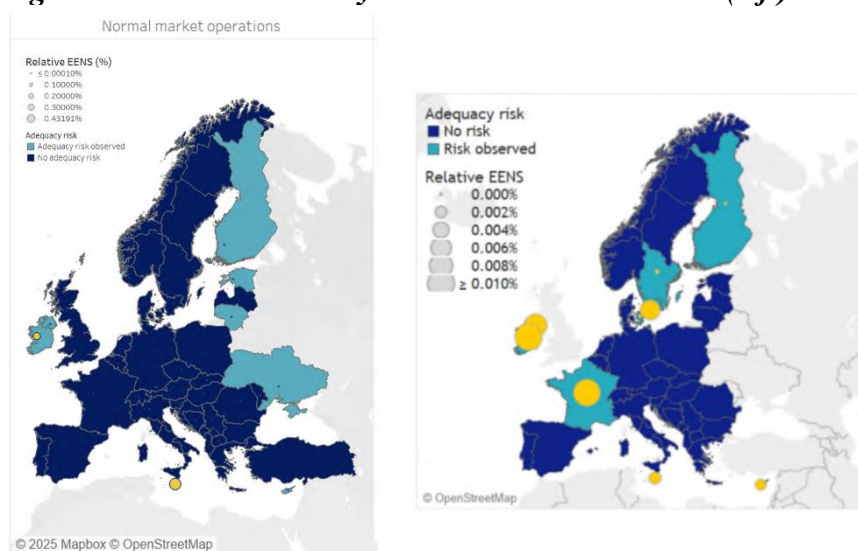 Normal market operations
Relative EENS (%)
≤ 0.00010%
0.10000%
0.20000%
0.30000%
0.43191%
Adequacy risk
Adequacy risk observed
No adequacy risk
© 2025 Mapbox © OpenStreetMap
Adequacy risk
No risk
Risk observed
Relative EENS
0.000%
0.002%
0.004%
0.006%
0.008%
≥ 0.010%
© OpenStreetMap